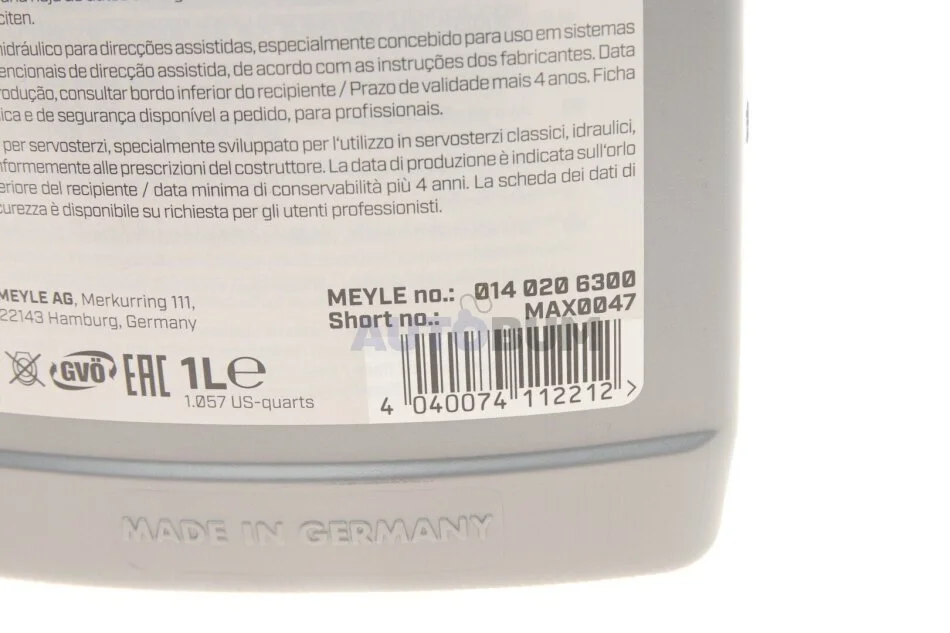 citen.
hidráulico para direcções assistidas, especialmente concebido para uso em sistemas
encionais de direcção assistida, de acordo com as instruções dos fabricantes. Data
rodução, consultar bordo inferior do recipiente / Prazo de validade mais 4 anos. Ficha
ica e de segurança disponível a pedido, para profissionais.
per servosterzi, specialmente sviluppato per l'utilizzo in servosterzi classici, idraulici,
nformemente alle prescrizioni del costruttore. La data di produzione è indicata sull'orlo
eriore del recipiente / data minima di conservabilità più 4 anni. La scheda dei dati di
curezza è disponibile su richiesta per gli utenti professionisti.
MEYLE AG, Merkurring 111,
22143 Hamburg, Germany
MEYLE no.: 014 020 6300
Short no.: MAX0047
AUTOBUM
GVÖ EAC 1L℮
1.057 US-quarts
4 040074 112212 >
MADE IN GERMANY